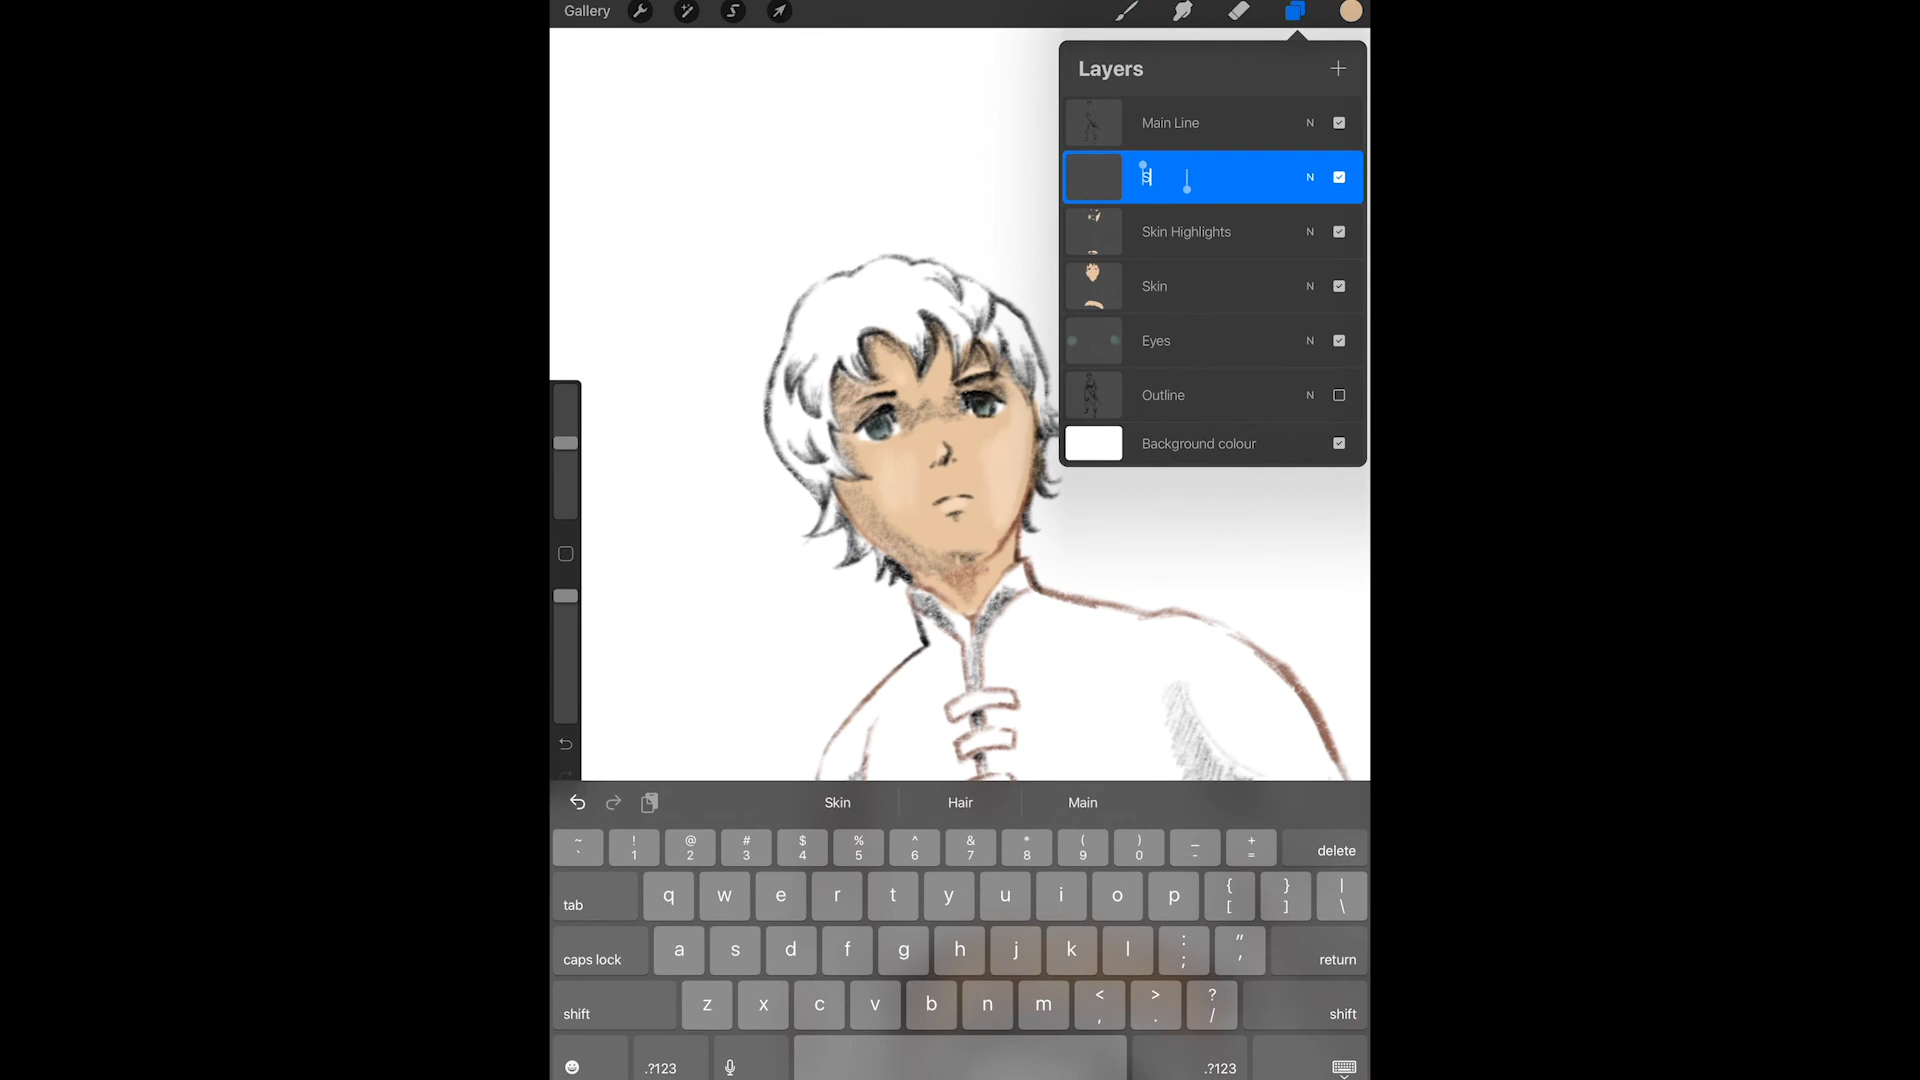 Gallery
Layers
Main Line N
S N
Skin Highlights N
Skin N
Eyes N
Outline N
Background colour
Skin Hair Main
~ ! @ # $ % ^ & * ( ) _ +
` 1 2 3 4 5 6 7 8 9 0 - = delete
tab q w e r t y u i o p { [ } ] | \
caps lock a s d f g h j k l : ; " ' return
shift z x c v b n m < , > . ? / shift
.?123 .?123